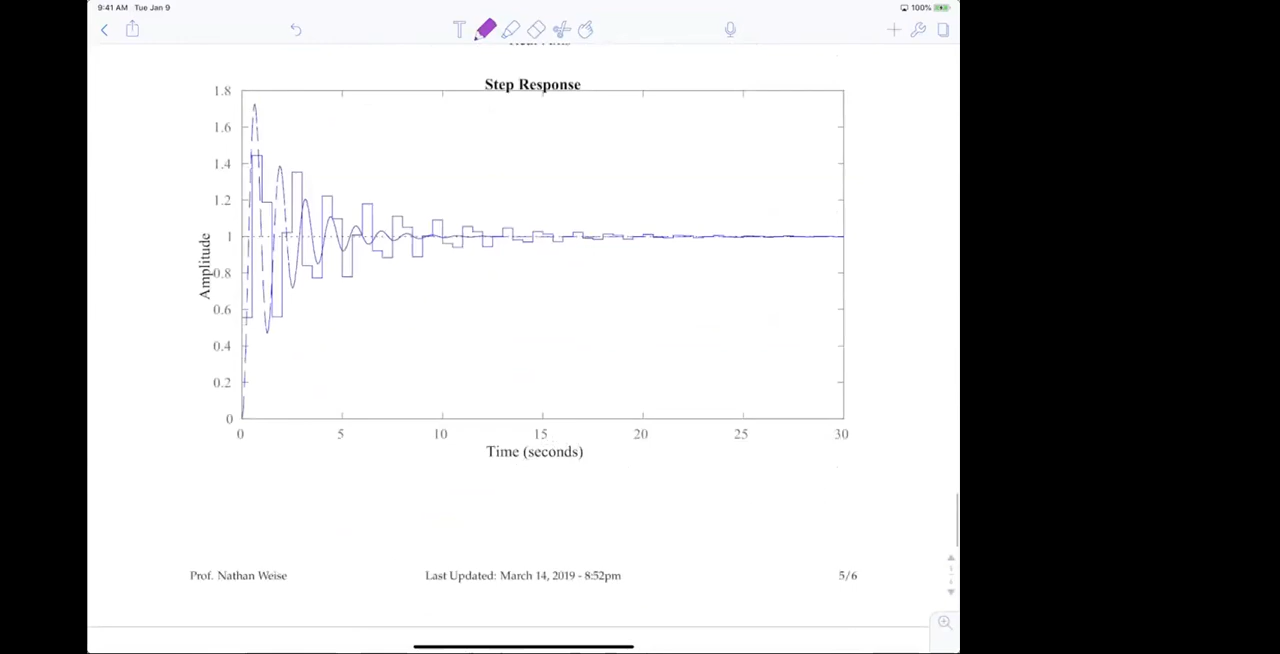 9:41 AM Tue Jan 9
100%
T
Step Response
1.8
1.6
1.4
1.2
1
0.8
0.6
0.4
0.2
0
Amplitude
0 5 10 15 20 25 30
Time (seconds)
Prof. Nathan Weise Last Updated: March 14, 2019 - 8:52pm 5/6